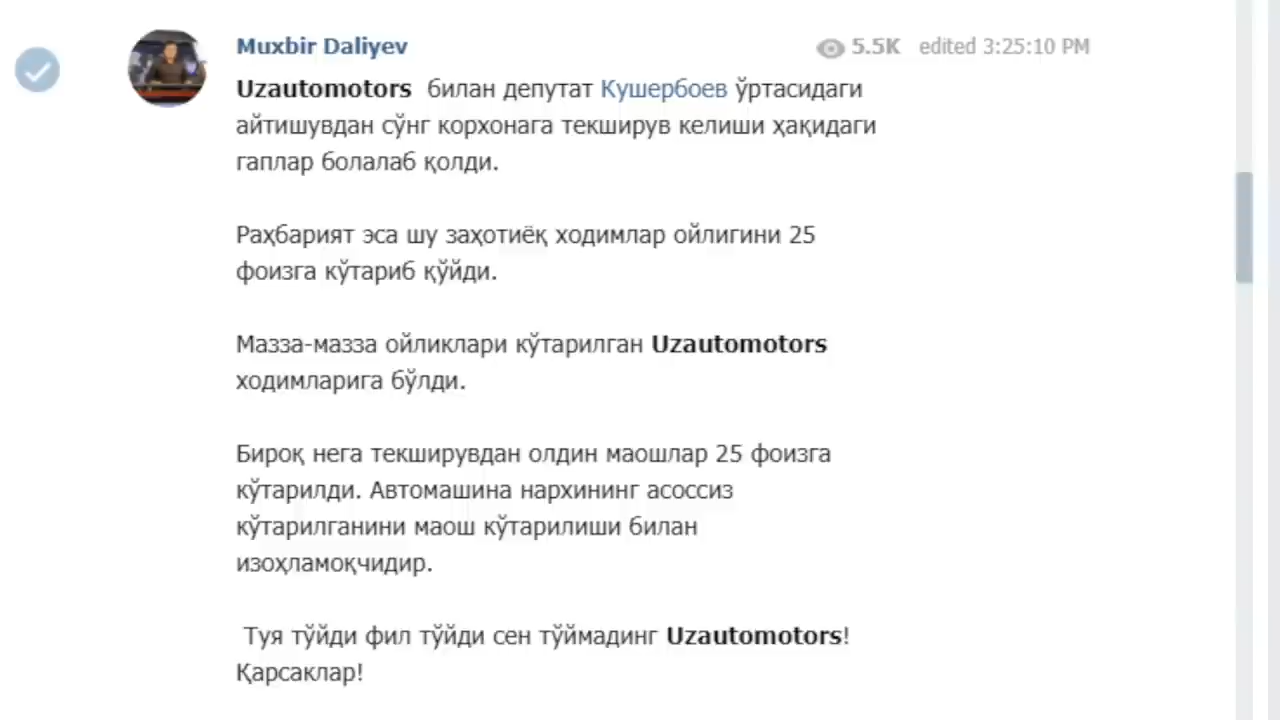 Muxbir Daliyev
5.5K edited 3:25:10 PM
Uzautomotors билан депутат Кушербоев ўртасидаги
айтишувдан сўнг корхонага текширув келиши ҳақидаги
гаплар болалаб қолди.
Раҳбарият эса шу заҳотиёқ ходимлар ойлигини 25
фоизга кўтариб қўйди.
Мазза-мазза ойликлари кўтарилган Uzautomotors
ходимларига бўлди.
Бироқ нега текширувдан олдин маошлар 25 фоизга
кўтарилди. Автомашина нархининг асоссиз
кўтарилганини маош кўтарилиши билан
изоҳламоқчидир.
Туя тўйди фил тўйди сен тўймадинг Uzautomotors!
Қарсаклар!